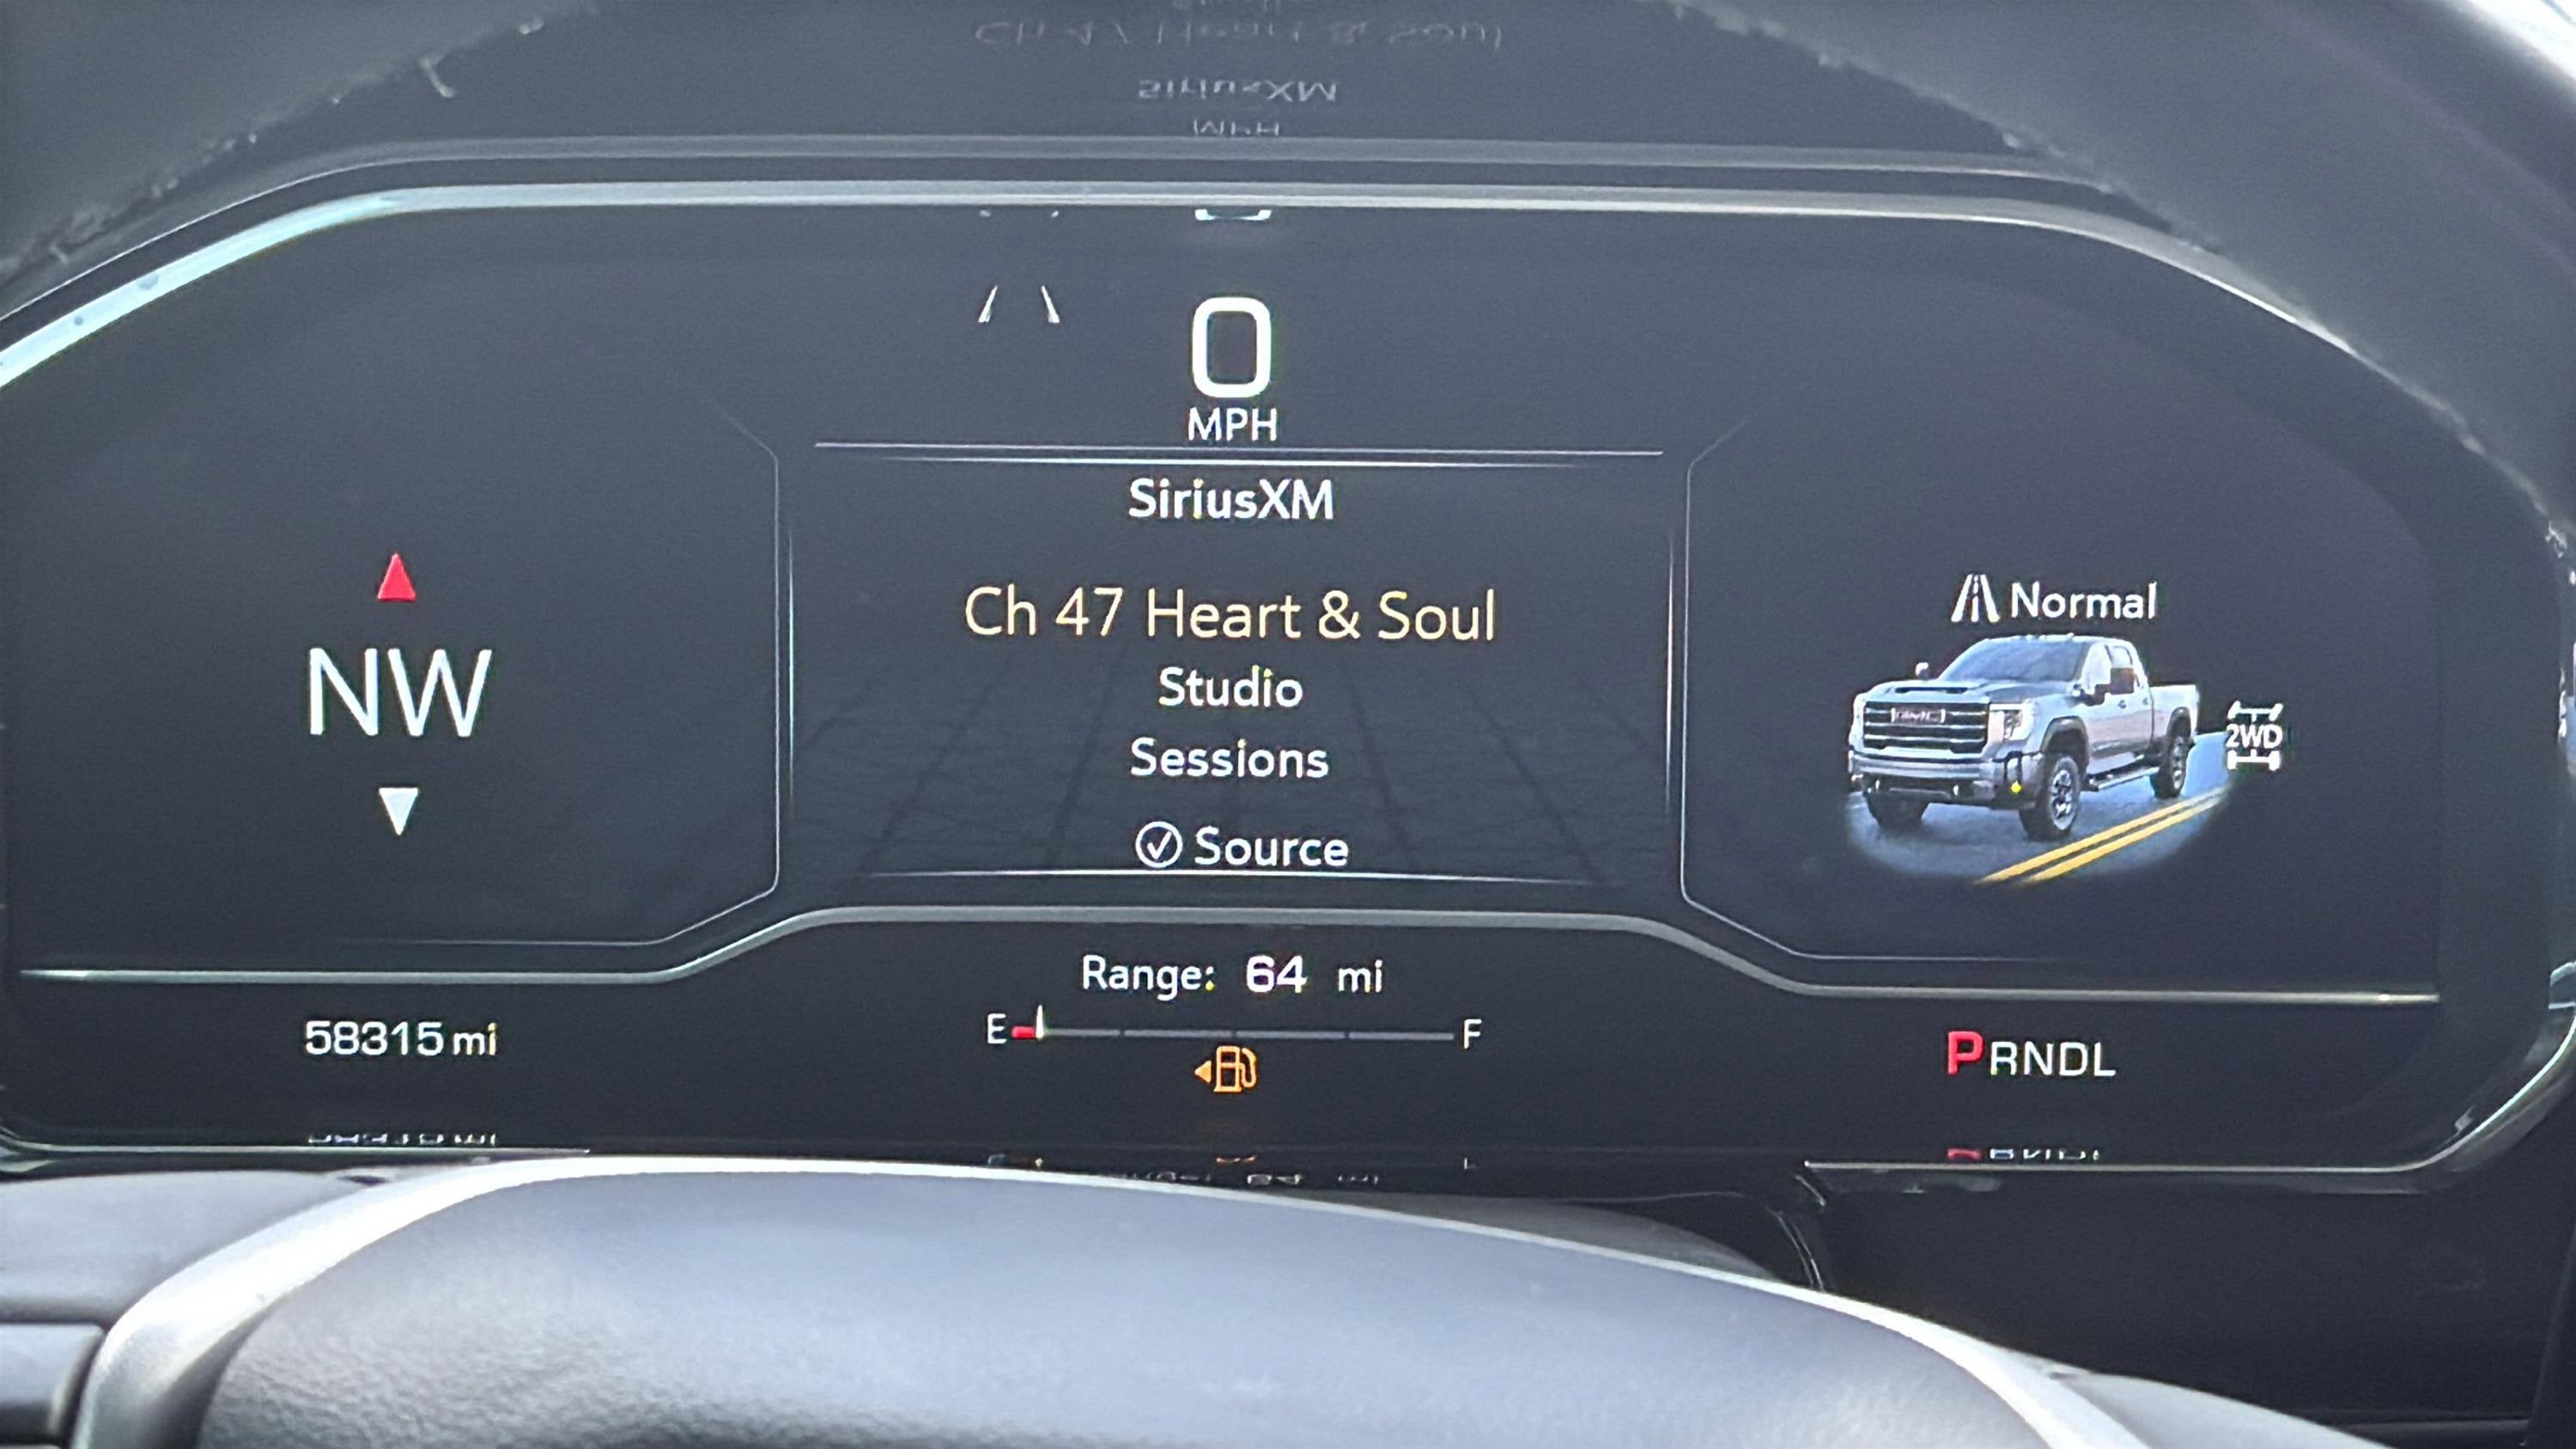 0
MPH
SiriusXM
Ch 47 Heart & Soul
Studio
Sessions
Source
NW
Normal
GMC
2WD
Range: 64 mi
E F
58315 mi
PRNDL